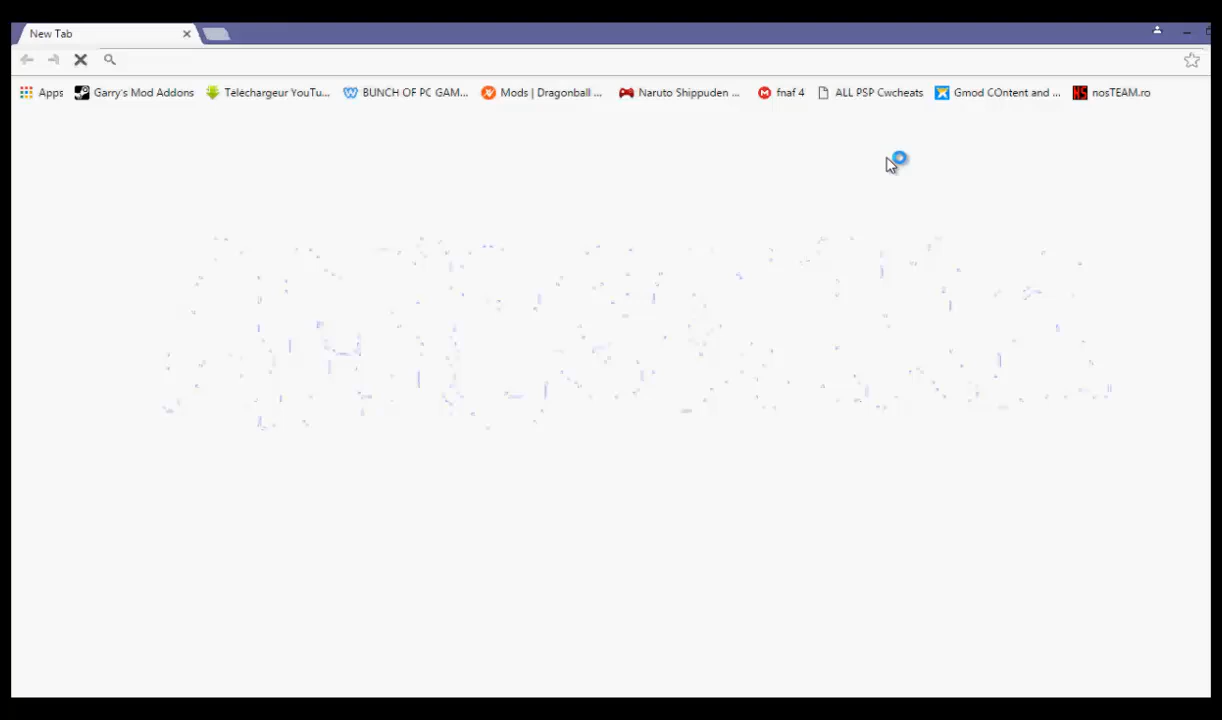 New Tab
Apps Garry's Mod Addons Telechargeur YouTu... BUNCH OF PC GAM... Mods | Dragonball ... Naruto Shippuden ... fnaf 4 ALL PSP Cwcheats Gmod COntent and ... nosTEAM.ro